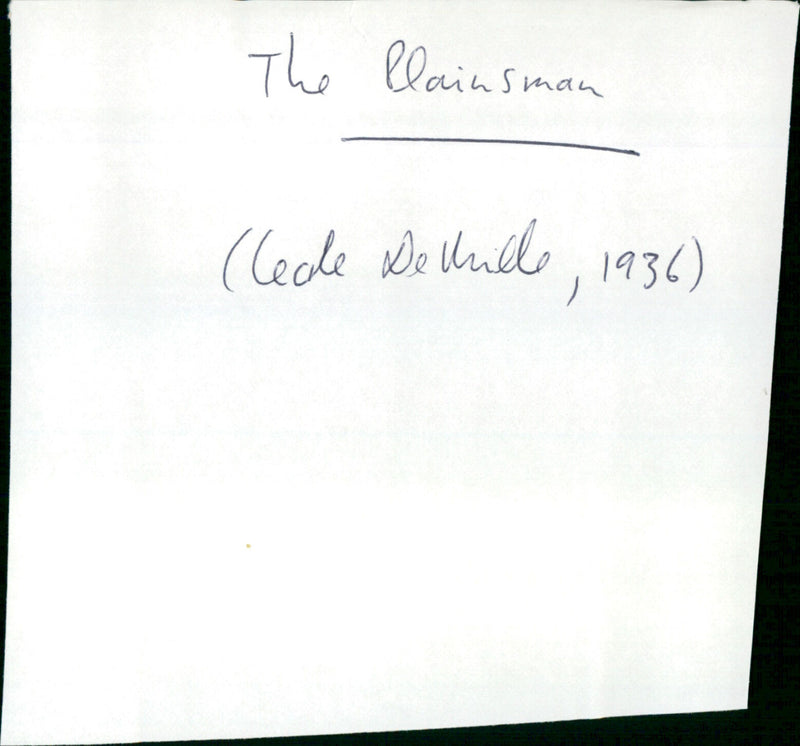 The Plainsman
(Cecile DeMille, 1936)